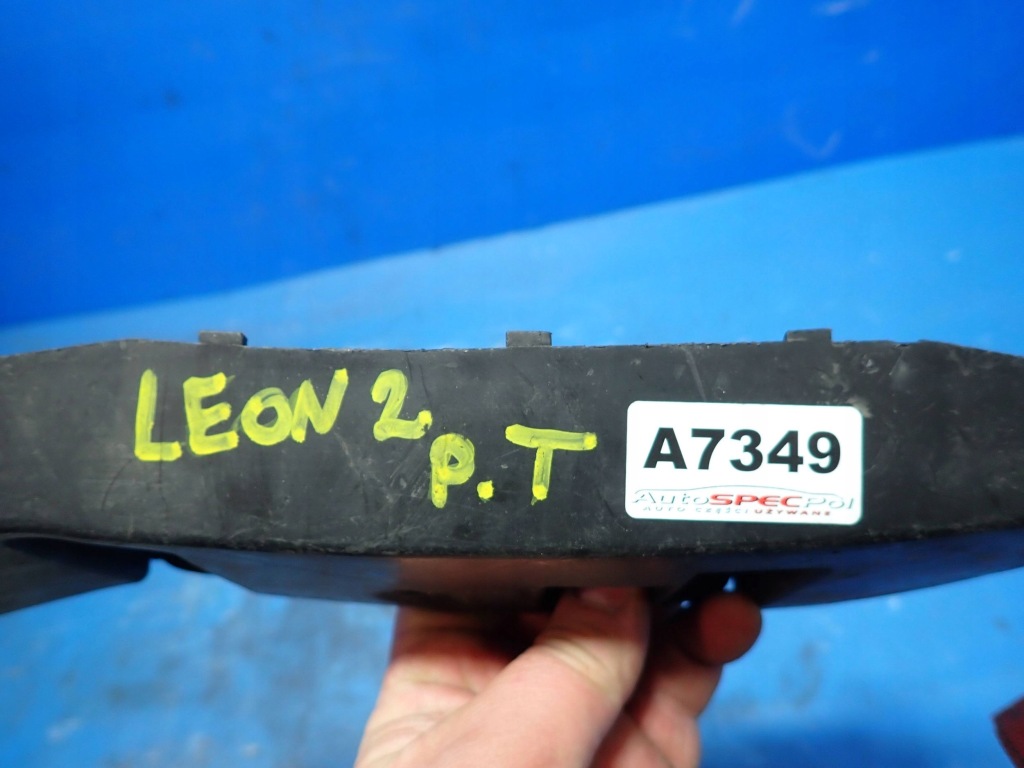 LEON 2
P.T
A7349
AutoSPECPol
auto części UŻYWANE